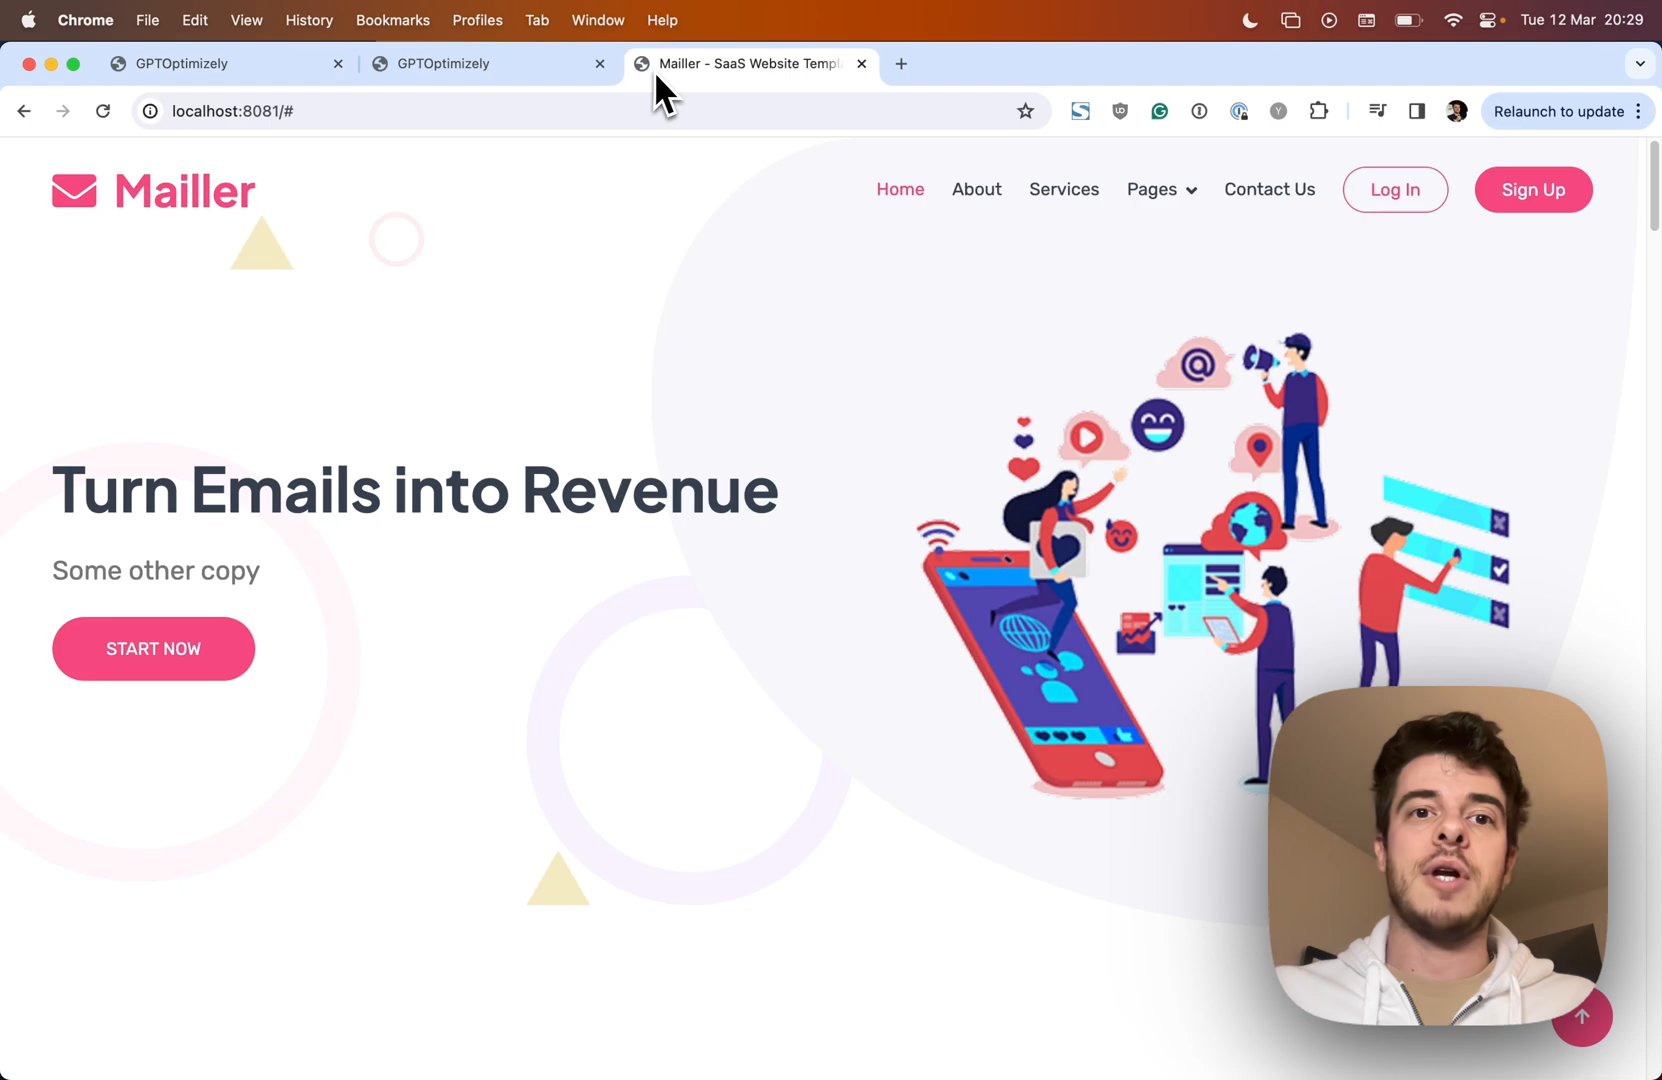 Chrome File Edit View History Bookmarks Profiles Tab Window Help Tue 12 Mar 20:29
GPTOptimizely GPTOptimizely Mailler - SaaS Website Templ
localhost:8081/# Relaunch to update
Mailler Home About Services Pages Contact Us Log In Sign Up
@
Turn Emails into Revenue
Some other copy
START NOW